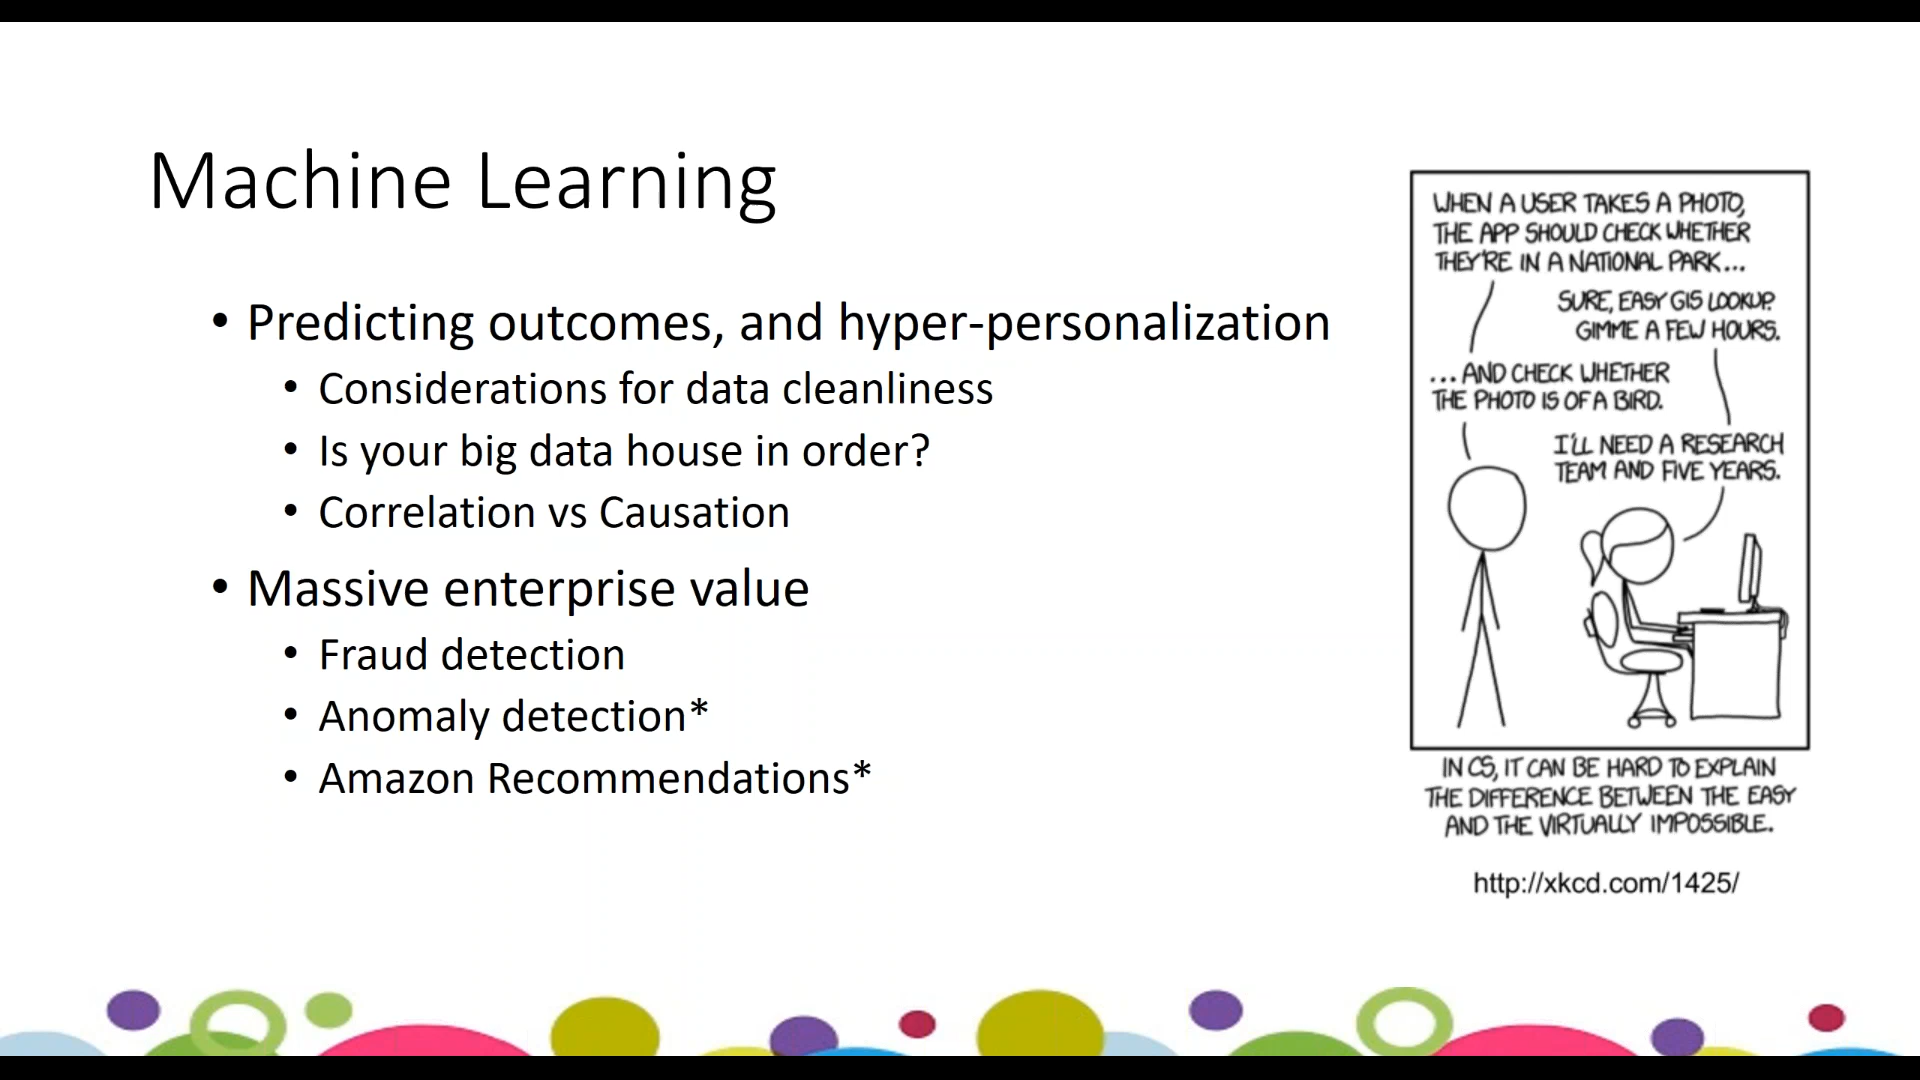 Machine Learning
• Predicting outcomes, and hyper-personalization
• Considerations for data cleanliness
• Is your big data house in order?
• Correlation vs Causation
• Massive enterprise value
• Fraud detection
• Anomaly detection*
• Amazon Recommendations*
WHEN A USER TAKES A PHOTO,
THE APP SHOULD CHECK WHETHER
THEY'RE IN A NATIONAL PARK...
SURE, EASY GIS LOOKUP.
GIMME A FEW HOURS.
...AND CHECK WHETHER
THE PHOTO IS OF A BIRD.
I'LL NEED A RESEARCH
TEAM AND FIVE YEARS.
IN CS, IT CAN BE HARD TO EXPLAIN
THE DIFFERENCE BETWEEN THE EASY
AND THE VIRTUALLY IMPOSSIBLE.
http://xkcd.com/1425/